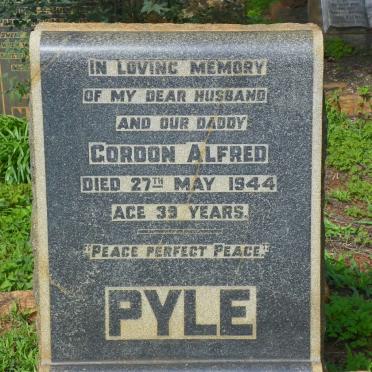 IN LOVING MEMORY
OF MY DEAR HUSBAND
AND OUR DADDY
GORDON ALFRED
DIED 27TH MAY 1944
AGE 39 YEARS.
"PEACE PERFECT PEACE."
PYLE